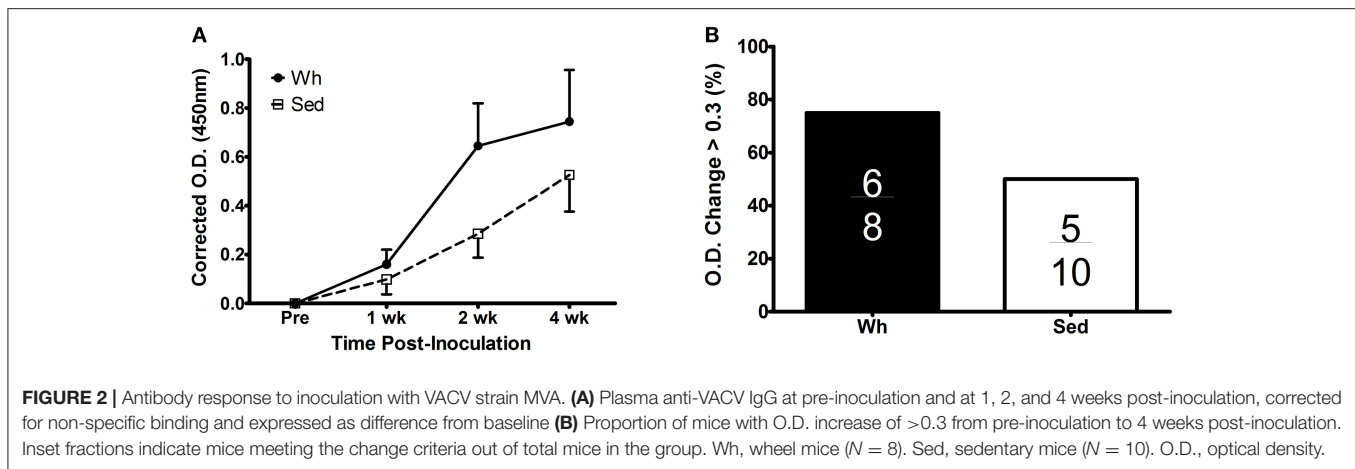 A
Corrected O.D. (450nm)
1.0
0.8
0.6
0.4
0.2
0.0
Wh
Sed
Pre
1 wk
2 wk
4 wk
Time Post-Inoculation
B
O.D. Change > 0.3 (%)
100
80
60
40
20
0
6
8
5
10
Wh
Sed
FIGURE 2 | Antibody response to inoculation with VACV strain MVA. (A) Plasma anti-VACV IgG at pre-inoculation and at 1, 2, and 4 weeks post-inoculation, corrected
for non-specific binding and expressed as difference from baseline (B) Proportion of mice with O.D. increase of >0.3 from pre-inoculation to 4 weeks post-inoculation.
Inset fractions indicate mice meeting the change criteria out of total mice in the group. Wh, wheel mice (N = 8). Sed, sedentary mice (N = 10). O.D., optical density.